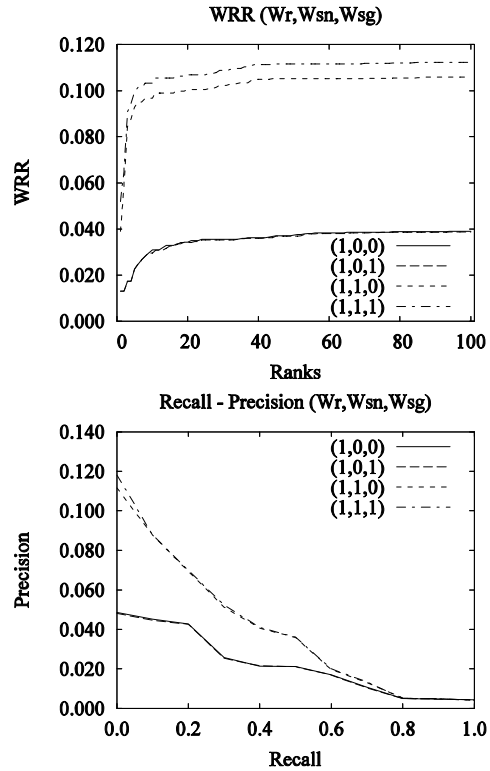 WRR (Wr,Wsn,Wsg)
0.120
0.100
0.080
0.060
0.040
0.020
0.000
WRR
(1,0,0)
(1,0,1)
(1,1,0)
(1,1,1)
0 20 40 60 80 100
Ranks
Recall - Precision (Wr,Wsn,Wsg)
0.140
0.120
0.100
0.080
0.060
0.040
0.020
0.000
Precision
(1,0,0)
(1,0,1)
(1,1,0)
(1,1,1)
0.0 0.2 0.4 0.6 0.8 1.0
Recall